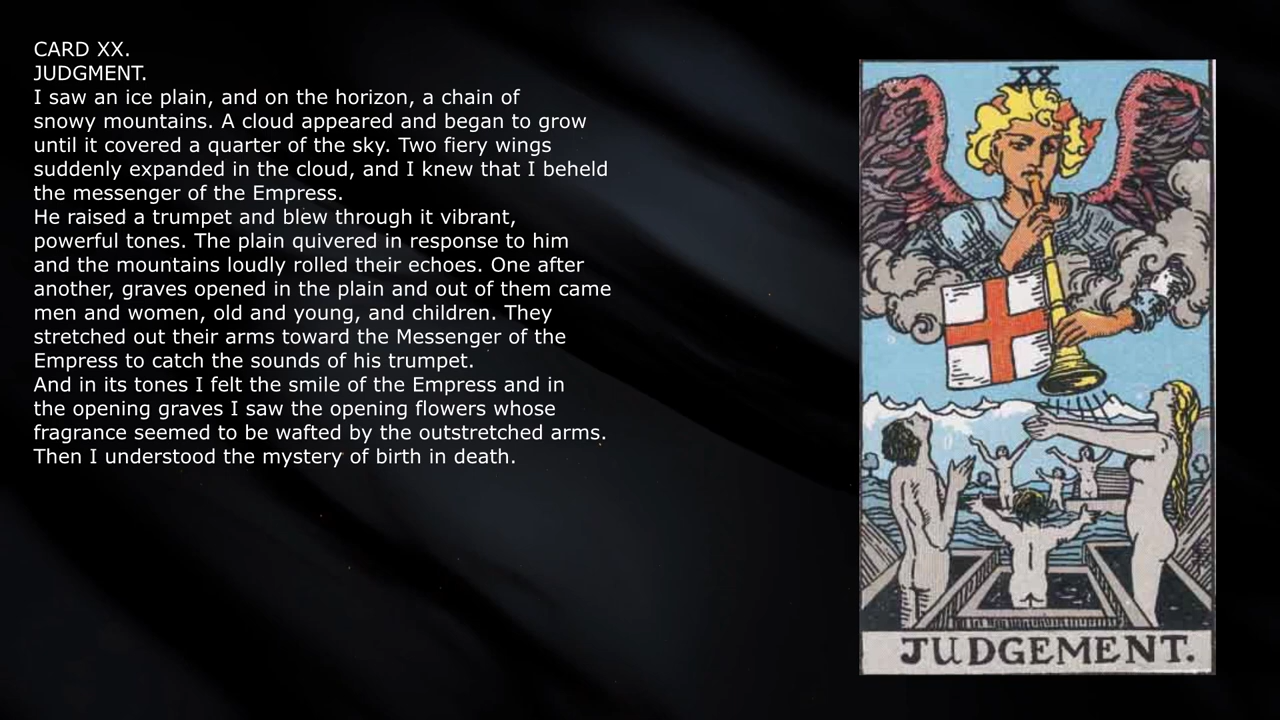 CARD XX.
JUDGMENT.
I saw an ice plain, and on the horizon, a chain of
snowy mountains. A cloud appeared and began to grow
until it covered a quarter of the sky. Two fiery wings
suddenly expanded in the cloud, and I knew that I beheld
the messenger of the Empress.
He raised a trumpet and blew through it vibrant,
powerful tones. The plain quivered in response to him
and the mountains loudly rolled their echoes. One after
another, graves opened in the plain and out of them came
men and women, old and young, and children. They
stretched out their arms toward the Messenger of the
Empress to catch the sounds of his trumpet.
And in its tones I felt the smile of the Empress and in
the opening graves I saw the opening flowers whose
fragrance seemed to be wafted by the outstretched arms.
Then I understood the mystery of birth in death.
XX
JUDGEMENT.